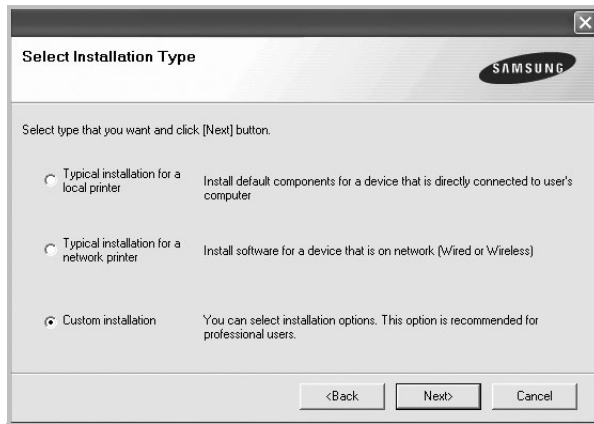 Select Installation Type
SAMSUNG
Select type that you want and click [Next] button.
Typical installation for a
local printer
Install default components for a device that is directly connected to user's
computer
Typical installation for a
network printer
Install software for a device that is on network (Wired or Wireless)
Custom installation
You can select installation options. This option is recommended for
professional users.
<Back
Next>
Cancel